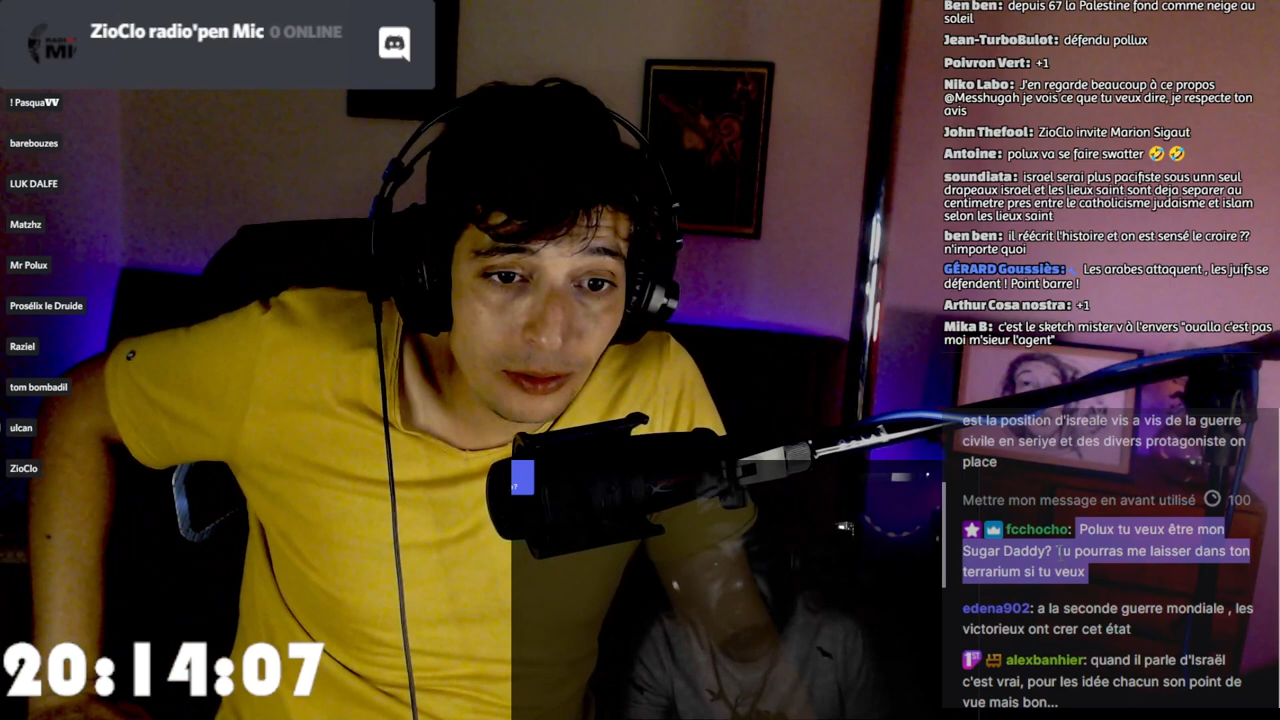 ZioClo radio'pen Mic 0 ONLINE
MI
! PasquaVV
barebouzes
LUK DALFE
Matzhz
Mr Polux
Prosélix le Druide
Raziel
tom bombadil
ulcan
ZioClo
20:14:07
Ben ben: depuis 67 la Palestine fond comme neige au
soleil
Jean-TurboBulot: défendu pollux
Poivron Vert: +1
Niko Labo: J'en regarde beaucoup à ce propos
@Messhugah je vois ce que tu veux dire, je respecte ton
avis
John Thefool: ZioClo invite Marion Sigaut
Antoine: polux va se faire swatter 🤣 🤣
soundiata: israel serai plus pacifiste sous unn seul
drapeaux israel et les lieux saint sont deja separer au
centimetre pres entre le catholicisme judaisme et islam
selon les lieux saint
ben ben: il réécrit l'histoire et on est sensé le croire ??
n'importe quoi
GÉRARD Goussiès: Les arabes attaquent , les juifs se
défendent ! Point barre !
Arthur Cosa nostra: +1
Mika B: c'est le sketch mister v à l'envers "oualla c'est pas
moi m'sieur l'agent"
est la position d'isreale vis a vis de la guerre
civile en seriye et des divers protagoniste on
place
Mettre mon message en avant utilisé 100
fcchocho: Polux tu veux être mon
Sugar Daddy? Tu pourras me laisser dans ton
terrarium si tu veux
edena902: a la seconde guerre mondiale , les
victorieux ont crer cet état
1ST alexbanhier: quand il parle d'Israël
c'est vrai, pour les idée chacun son point de
vue mais bon...